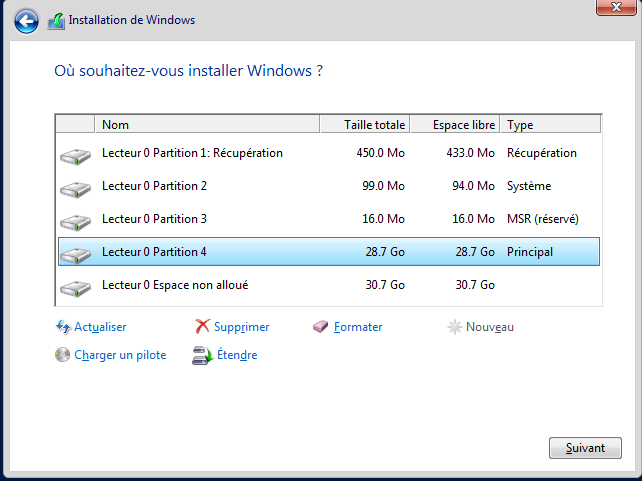 Installation de Windows
Où souhaitez-vous installer Windows ?
Nom Taille totale Espace libre Type
Lecteur 0 Partition 1: Récupération 450.0 Mo 433.0 Mo Récupération
Lecteur 0 Partition 2 99.0 Mo 94.0 Mo Système
Lecteur 0 Partition 3 16.0 Mo 16.0 Mo MSR (réservé)
Lecteur 0 Partition 4 28.7 Go 28.7 Go Principal
Lecteur 0 Espace non alloué 30.7 Go 30.7 Go
Actualiser Supprimer Formater Nouveau
Charger un pilote Étendre
Suivant